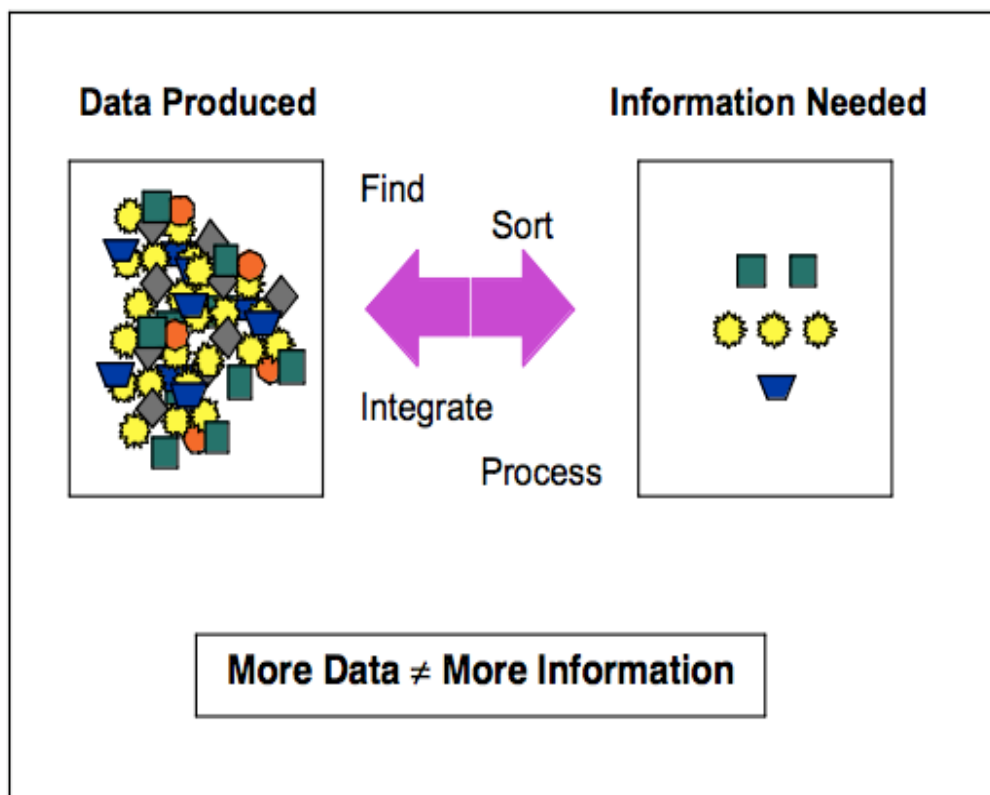 Data Produced
Information Needed
Find
Sort
Integrate
Process
More Data ≠ More Information